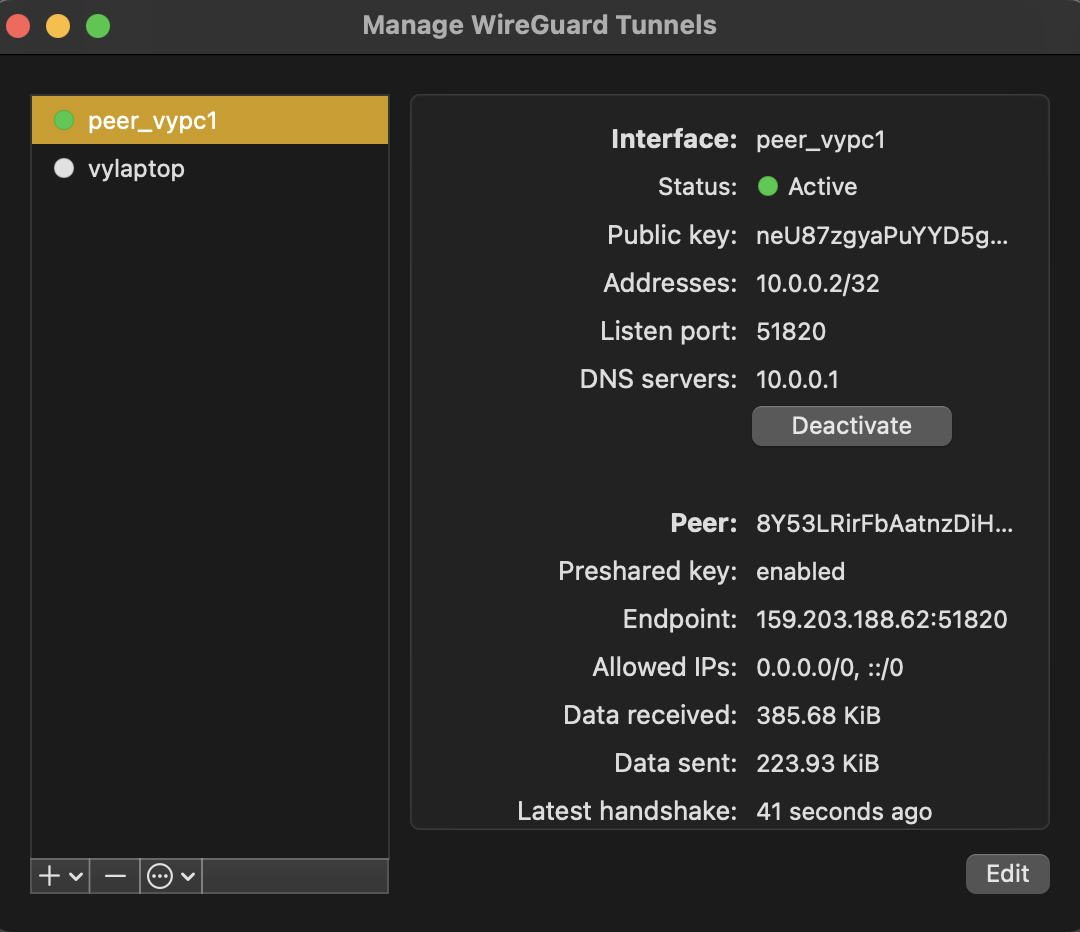 Manage WireGuard Tunnels
peer_vypc1
vylaptop
Interface: peer_vypc1
Status: Active
Public key: neU87zgyaPuYYD5g...
Addresses: 10.0.0.2/32
Listen port: 51820
DNS servers: 10.0.0.1
Deactivate
Peer: 8Y53LRirFbAatnzDiH...
Preshared key: enabled
Endpoint: 159.203.188.62:51820
Allowed IPs: 0.0.0.0/0, ::/0
Data received: 385.68 KiB
Data sent: 223.93 KiB
Latest handshake: 41 seconds ago
Edit